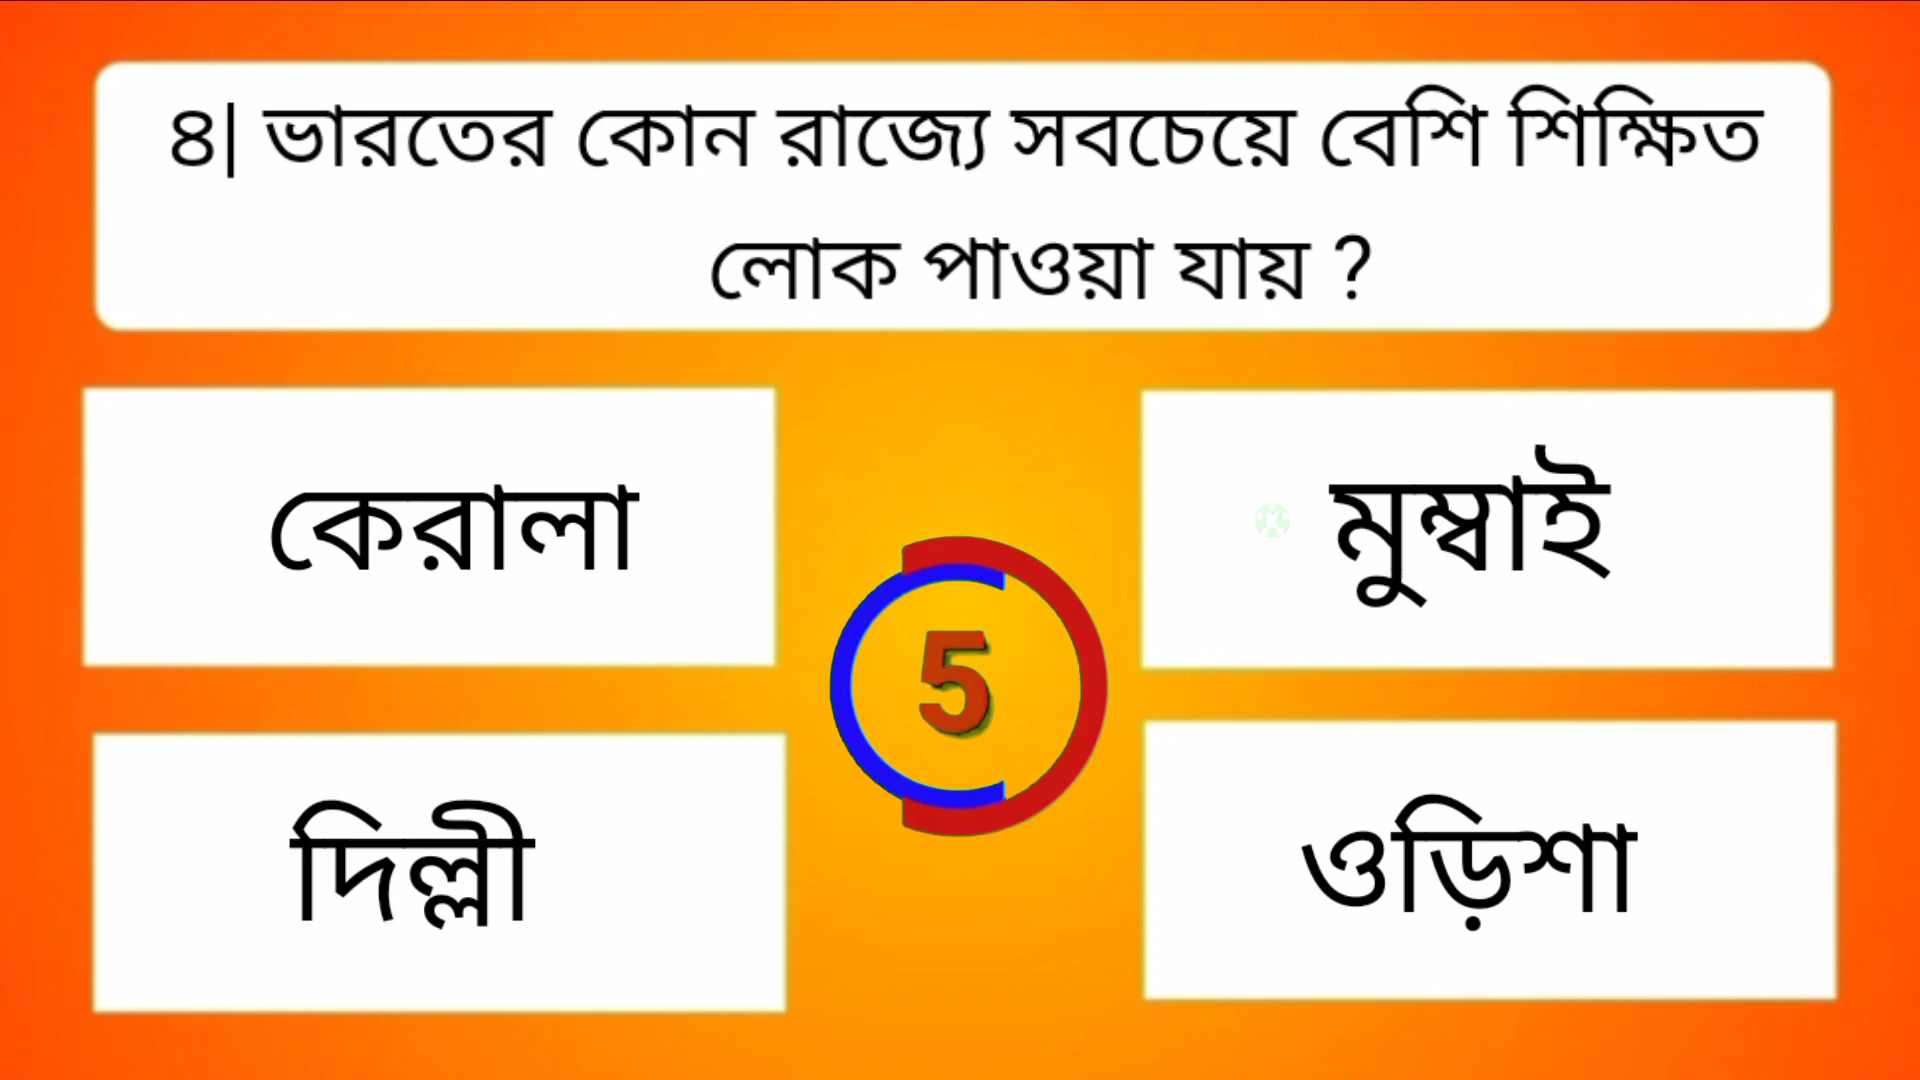 ৪| ভারতের কোন রাজ্যে সবচেয়ে বেশি শিক্ষিত
লোক পাওয়া যায় ?
কেরালা
মুম্বাই
5
দিল্লী
ওড়িশা